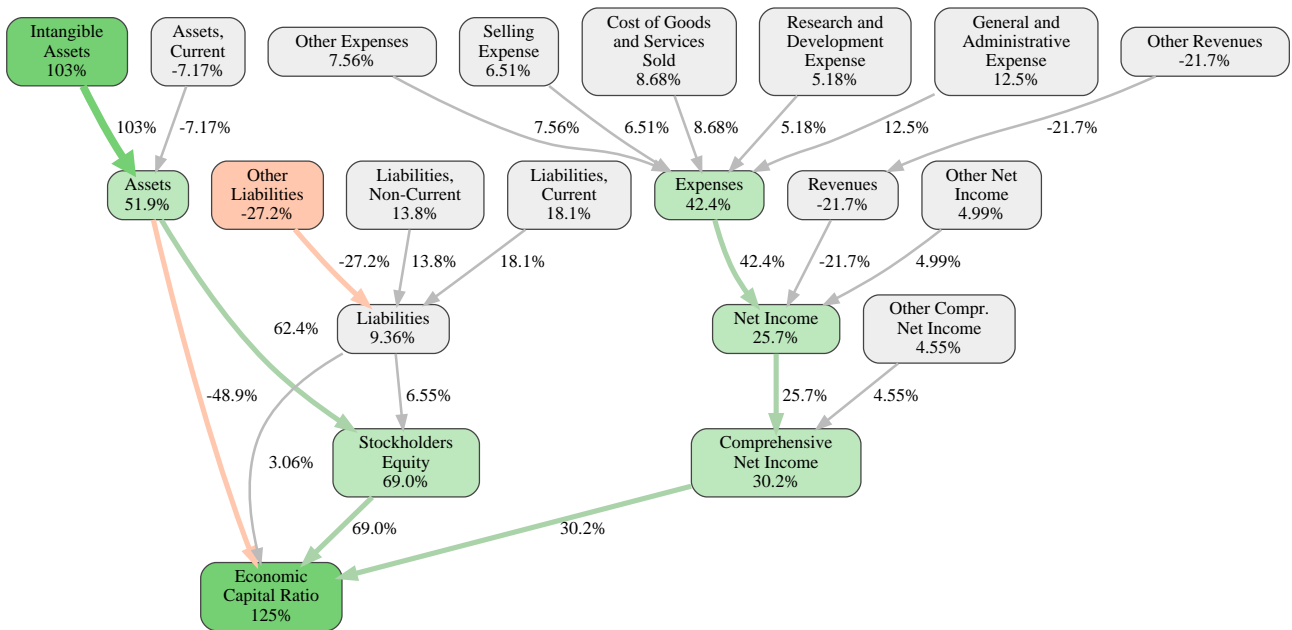 Intangible
Assets
103%
Assets,
Current
-7.17%
Other Expenses
7.56%
Selling
Expense
6.51%
Cost of Goods
and Services
Sold
8.68%
Research and
Development
Expense
5.18%
General and
Administrative
Expense
12.5%
Other Revenues
-21.7%
103%
-7.17%
7.56%
6.51%
8.68%
5.18%
12.5%
-21.7%
Assets
51.9%
Other
Liabilities
-27.2%
Liabilities,
Non-Current
13.8%
Liabilities,
Current
18.1%
Expenses
42.4%
Revenues
-21.7%
Other Net
Income
4.99%
-27.2%
13.8%
18.1%
42.4%
-21.7%
4.99%
62.4%
Liabilities
9.36%
Net Income
25.7%
Other Compr.
Net Income
4.55%
-48.9%
6.55%
25.7%
4.55%
3.06%
Stockholders
Equity
69.0%
Comprehensive
Net Income
30.2%
69.0%
30.2%
Economic
Capital Ratio
125%